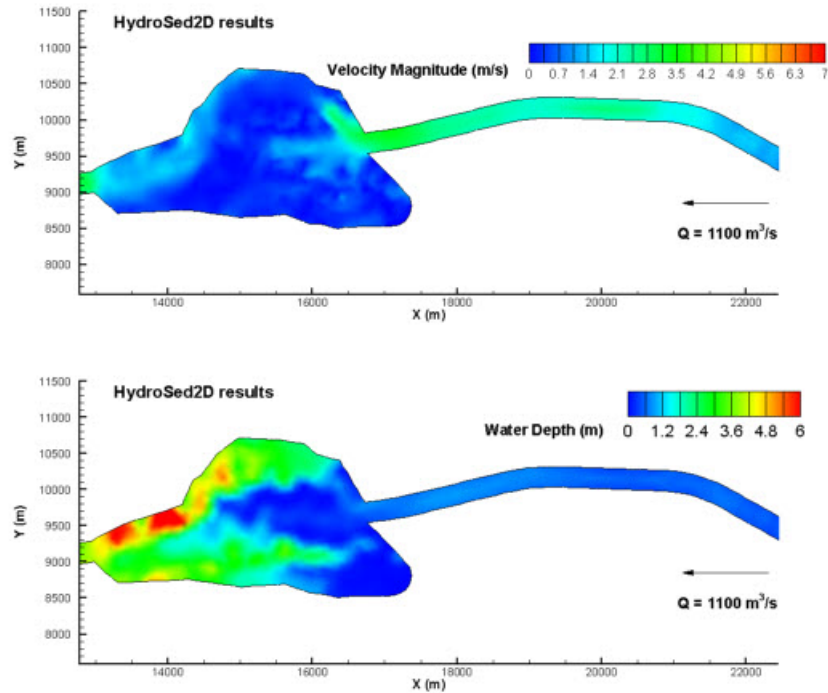 HydroSed2D results
Velocity Magnitude (m/s)
0 0.7 1.4 2.1 2.8 3.5 4.2 4.9 5.6 6.3 7
11500
11000
10500
10000
9500
9000
8500
8000
Y (m)
Q = 1100 m³/s
14000 16000 18000 20000 22000
X (m)
HydroSed2D results
Water Depth (m)
0 1.2 2.4 3.6 4.8 6
11500
11000
10500
10000
9500
9000
8500
8000
Y (m)
Q = 1100 m³/s
14000 16000 18000 20000 22000
X (m)